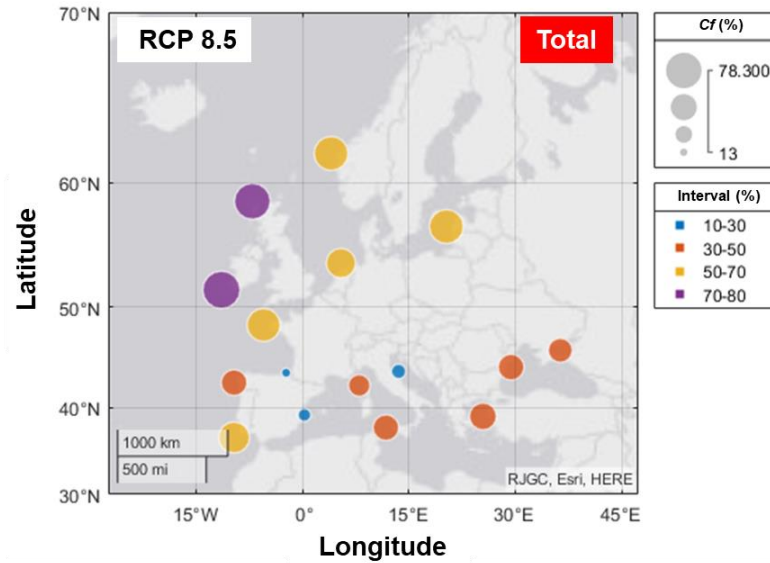 RCP 8.5
Total
70°N
60°N
50°N
40°N
30°N
Latitude
1000 km
500 mi
RJGC, Esri, HERE
15°W
0°
15°E
30°E
45°E
Longitude
Cf (%)
78.300
13
Interval (%)
10-30
30-50
50-70
70-80